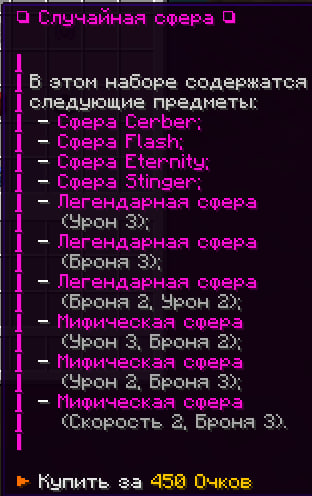 ❏ Случайная сфера ❏
В этом наборе содержатся
следующие предметы:
- Сфера Cerber;
- Сфера Flash;
- Сфера Eternity;
- Сфера Stinger;
- Легендарная сфера
(Урон 3);
- Легендарная сфера
(Броня 3);
- Легендарная сфера
(Броня 2, Урон 2);
- Мифическая сфера
(Урон 3, Броня 2);
- Мифическая сфера
(Урон 2, Броня 3);
- Мифическая сфера
(Скорость 2, Броня 3).
► Купить за 450 Очков